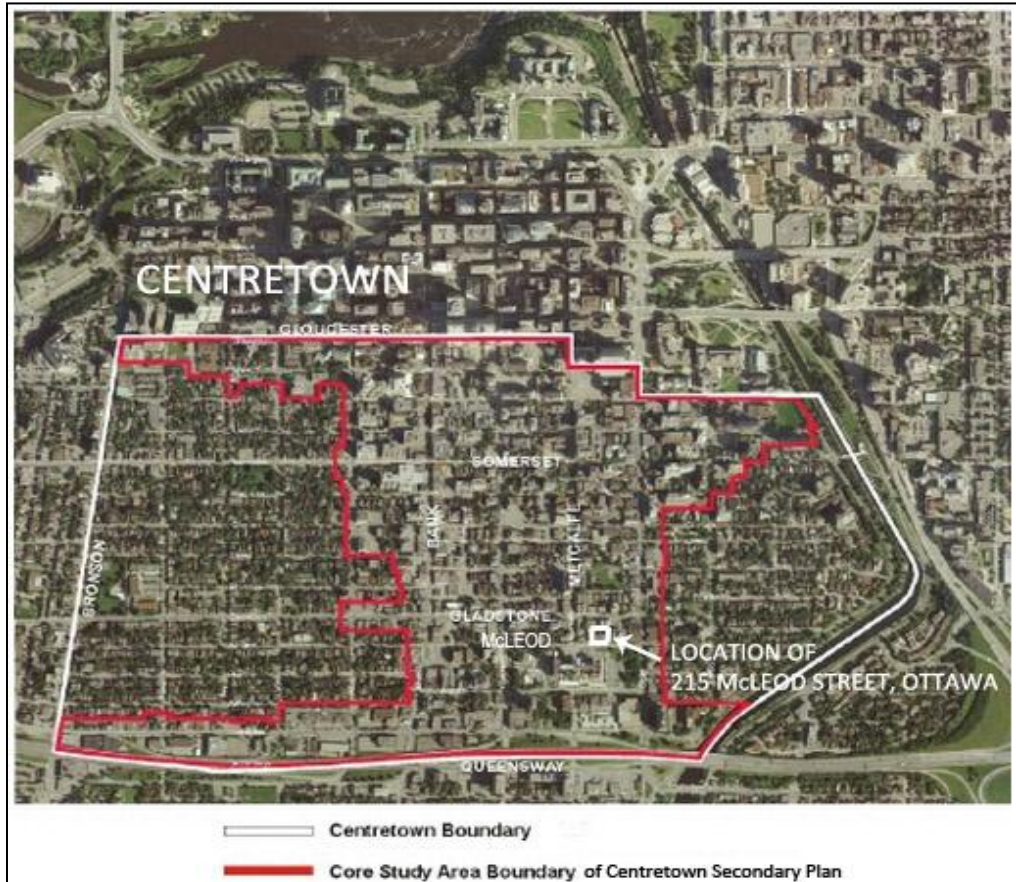 CENTRETOWN
GLOUCESTER
SOMERSET
BANK
METCALFE
BRONSON
GLADSTONE
McLEOD
LOCATION OF
215 McLEOD STREET, OTTAWA
QUEENSWAY
Centretown Boundary
Core Study Area Boundary of Centretown Secondary Plan